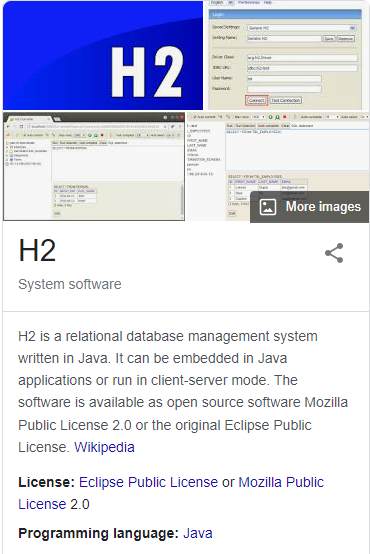 H2
English
Preferences
Tools
Help
Login
Saved Settings:
Generic H2
Setting Name:
Generic H2
Save
Remove
Driver Class:
org.h2.Driver
JDBC URL:
User Name:
sa
Password:
Connect
Test Connection
More images
H2
System software
H2 is a relational database management system
written in Java. It can be embedded in Java
applications or run in client-server mode. The
software is available as open source software Mozilla
Public License 2.0 or the original Eclipse Public
License. Wikipedia
License: Eclipse Public License or Mozilla Public
License 2.0
Programming language: Java